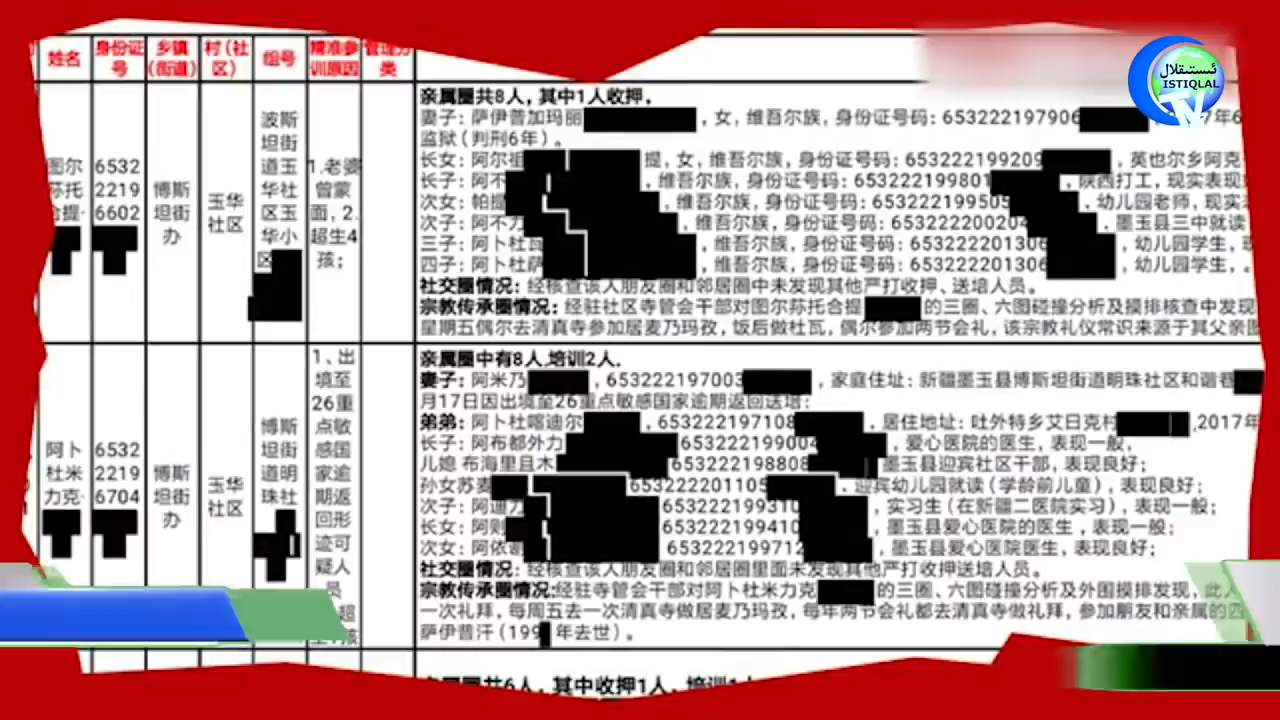 姓名
身份证
号
乡镇
(街道)
村(社
区)
组号
精准参
训原因
管理分
类
ئىستىقلال
ISTIQLAL
TV
图尔
荪托
合提·
6532
2219
6602
博斯
坦街
办
玉华
社区
波斯
坦街
道玉
华社
区玉
华小
区
1.老婆
曾蒙
面，2.
超生4
孩；
亲属圈共8人，其中1人收押，
妻子：萨伊普加玛丽 ，女，维吾尔族，身份证号码：653222197906
监狱（判刑6年）。
长女：阿尔祖 提，女，维吾尔族，身份证号码：653222199209 ，英也尔乡阿克
长子：阿不 ，维吾尔族，身份证号码：653222199801 ，陕西打工，现实表现
次女：帕提 ，维吾尔族，身份证号码：653222199505 ，幼儿园老师，现实
次子：阿不力 ，维吾尔族，身份证号码：65322220020 ，墨玉县三中就读
三子：阿卜杜瓦 ，维吾尔族，身份证号码：653222201306 ，幼儿园学生，
四子：阿卜杜萨 ，维吾尔族，身份证号码：653222201306 ，幼儿园学生，
社交圈情况：经核查该人朋友圈和邻居圈中未发现其他严打收押、送培人员。
宗教传承圈情况：经驻社区寺管会干部对图尔荪托合提 的三圈、六图碰撞分析及摸排核查中发现
星期五偶尔去清真寺参加居麦乃玛孜，饭后做杜瓦，偶尔参加两节会礼，该宗教礼仪常识来源于其父亲
阿卜
杜米
力克·
6532
2219
6704
博斯
坦街
办
玉华
社区
博斯
坦街
道明
珠社
1、出
境至
26重
点敏
感国
家逾
期返
回形
迹可
疑人
员
超
亲属圈中有8人,培训2人.
妻子：阿米乃 ，653222197003 ，家庭住址：新疆墨玉县博斯坦街道明珠社区和谐巷
月17日因出境至26重点敏感国家逾期返回送培；
弟弟：阿卜杜喀迪尔 ，653222197108 ，居住地址：吐外特乡艾日克村 ,2017年
长子：阿布都外力 653222199004 ，爱心医院的医生，表现一般，
儿媳 布海里且木 653222198808 墨玉县迎宾社区干部，表现良好；
孙女苏麦 653222201105 ，迎宾幼儿园就读（学龄前儿童），表现良好；
次子：阿迪力 653222199310 ，实习生（在新疆二医院实习），表现一般；
长女：阿则 653222199410 ，墨玉县爱心医院的医生，表现一般；
次女：阿依 653222199712 ，墨玉县爱心医院医生，表现良好；
社交圈情况：经核查该人朋友圈和邻居圈里面未发现其他严打收押送培人员。
宗教传承圈情况:经驻寺管会干部对阿卜杜米力克 的三圈、六图碰撞分析及外围摸排发现，此人
一次礼拜，每周五去一次清真寺做居麦乃玛孜，每年两节会礼都去清真寺做礼拜，参加朋友和亲属的四
萨伊普汗（199 年去世）。
亲属圈共6人，其中收押1人，培训1